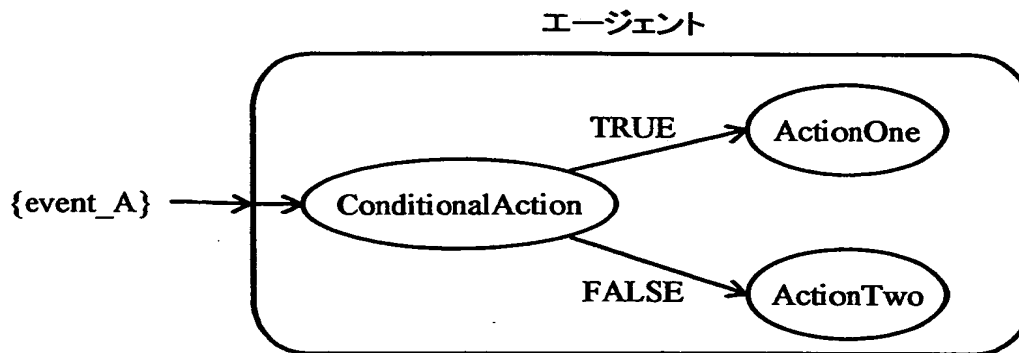 エージェント
TRUE
ActionOne
{event_A}
ConditionalAction
FALSE
ActionTwo